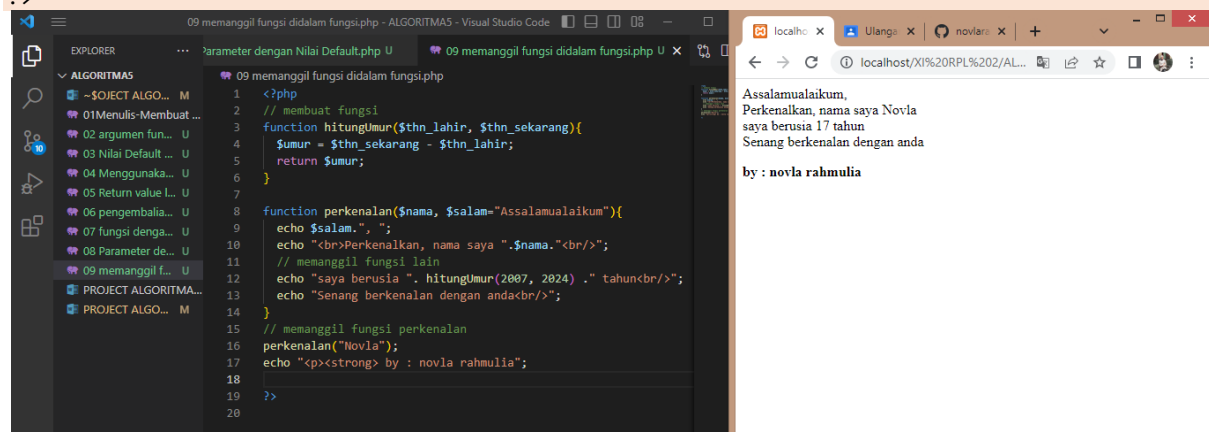 09 memanggil fungsi didalam fungsi.php - ALGORITMA5 - Visual Studio Code
EXPLORER
ALGORITMA5
~$OJECT ALGO... M
01Menulis-Membuat ...
02 argumen fun... U
03 Nilai Default ... U
04 Menggunaka... U
05 Return value l... U
06 pengembalia... U
07 fungsi denga... U
08 Parameter de... U
09 memanggil f... U
PROJECT ALGORITMA...
PROJECT ALGO... M
10
Parameter dengan Nilai Default.php U
09 memanggil fungsi didalam fungsi.php U
09 memanggil fungsi didalam fungsi.php
1 <?php
2 // membuat fungsi
3 function hitungUmur($thn_lahir, $thn_sekarang){
4 $umur = $thn_sekarang - $thn_lahir;
5 return $umur;
6 }
7
8 function perkenalan($nama, $salam="Assalamualaikum"){
9 echo $salam.", ";
10 echo "<br>Perkenalkan, nama saya ".$nama."<br/>";
11 // memanggil fungsi lain
12 echo "saya berusia ". hitungUmur(2007, 2024) ." tahun<br/>";
13 echo "Senang berkenalan dengan anda<br/>";
14 }
15 // memanggil fungsi perkenalan
16 perkenalan("Novla");
17 echo "<p><strong> by : novla rahmulia";
18
19 ?>
20
localho
Ulanga
novlara
localhost/XI%20RPL%202/AL...
Assalamualaikum,
Perkenalkan, nama saya Novla
saya berusia 17 tahun
Senang berkenalan dengan anda
by : novla rahmulia